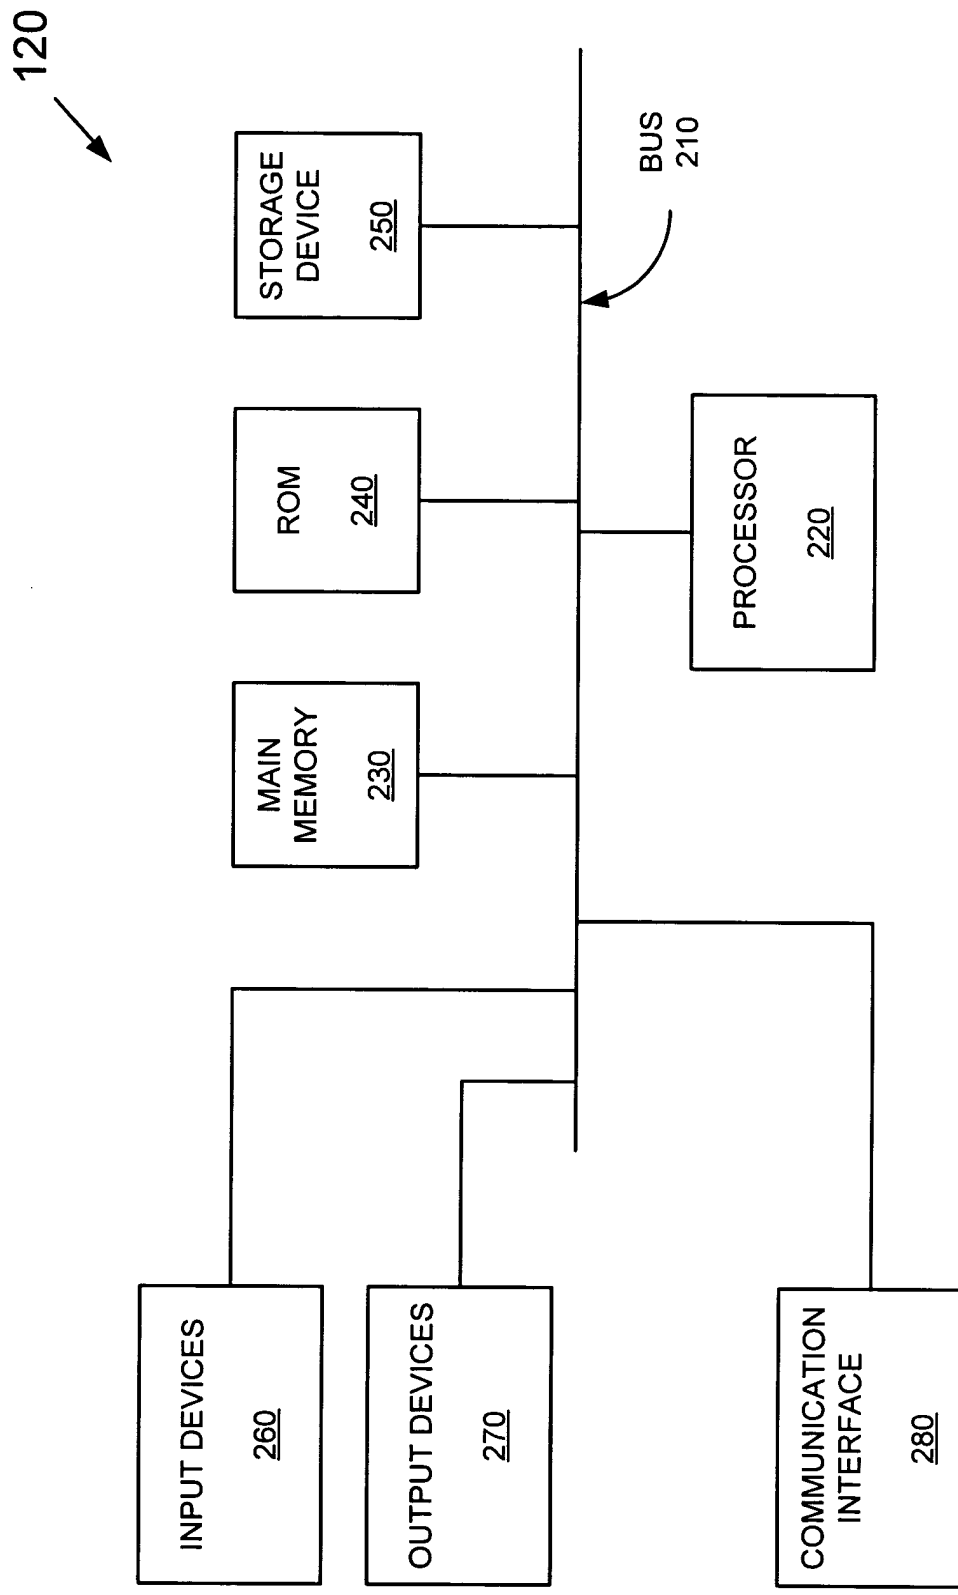 120
INPUT DEVICES
260
MAIN
MEMORY
230
ROM
240
STORAGE
DEVICE
250
OUTPUT DEVICES
270
BUS
210
COMMUNICATION
INTERFACE
280
PROCESSOR
220